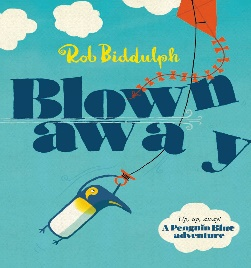 Rob Biddulph
Blown
away
Up, up, away!
A Penguin Blue
adventure